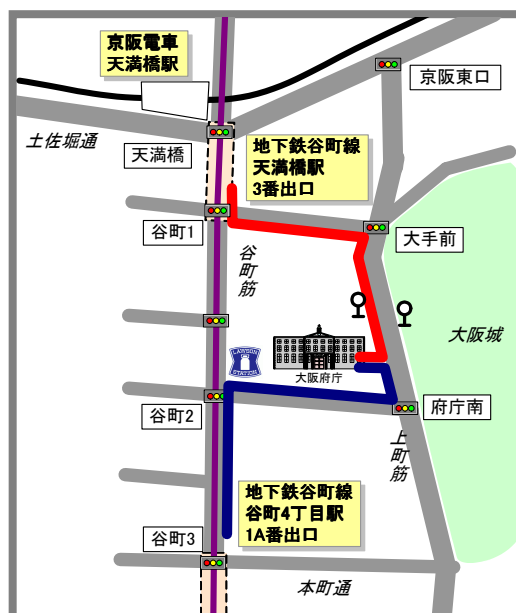 京阪電車
天満橋駅
京阪東口
土佐堀通
天満橋
地下鉄谷町線
天満橋駅
3番出口
谷町1
大手前
谷町筋
大阪城
LAWSON
STATION
大阪府庁
谷町2
府庁南
上町筋
地下鉄谷町線
谷町4丁目駅
1A番出口
谷町3
本町通